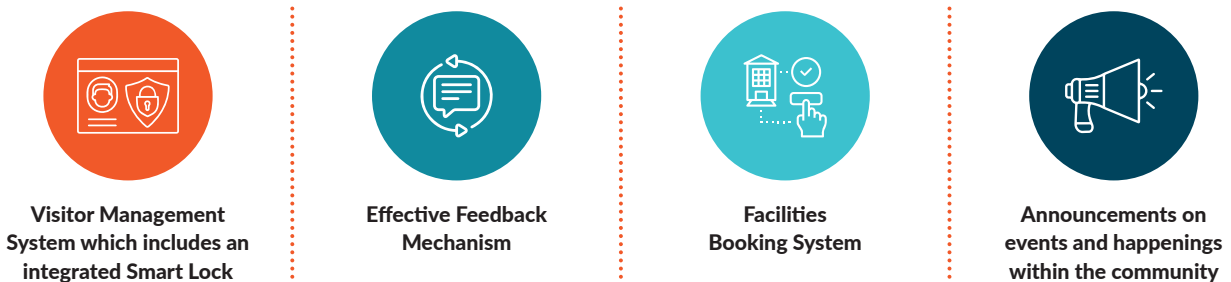 Visitor Management
System which includes an
integrated Smart Lock
Effective Feedback
Mechanism
Facilities
Booking System
Announcements on
events and happenings
within the community